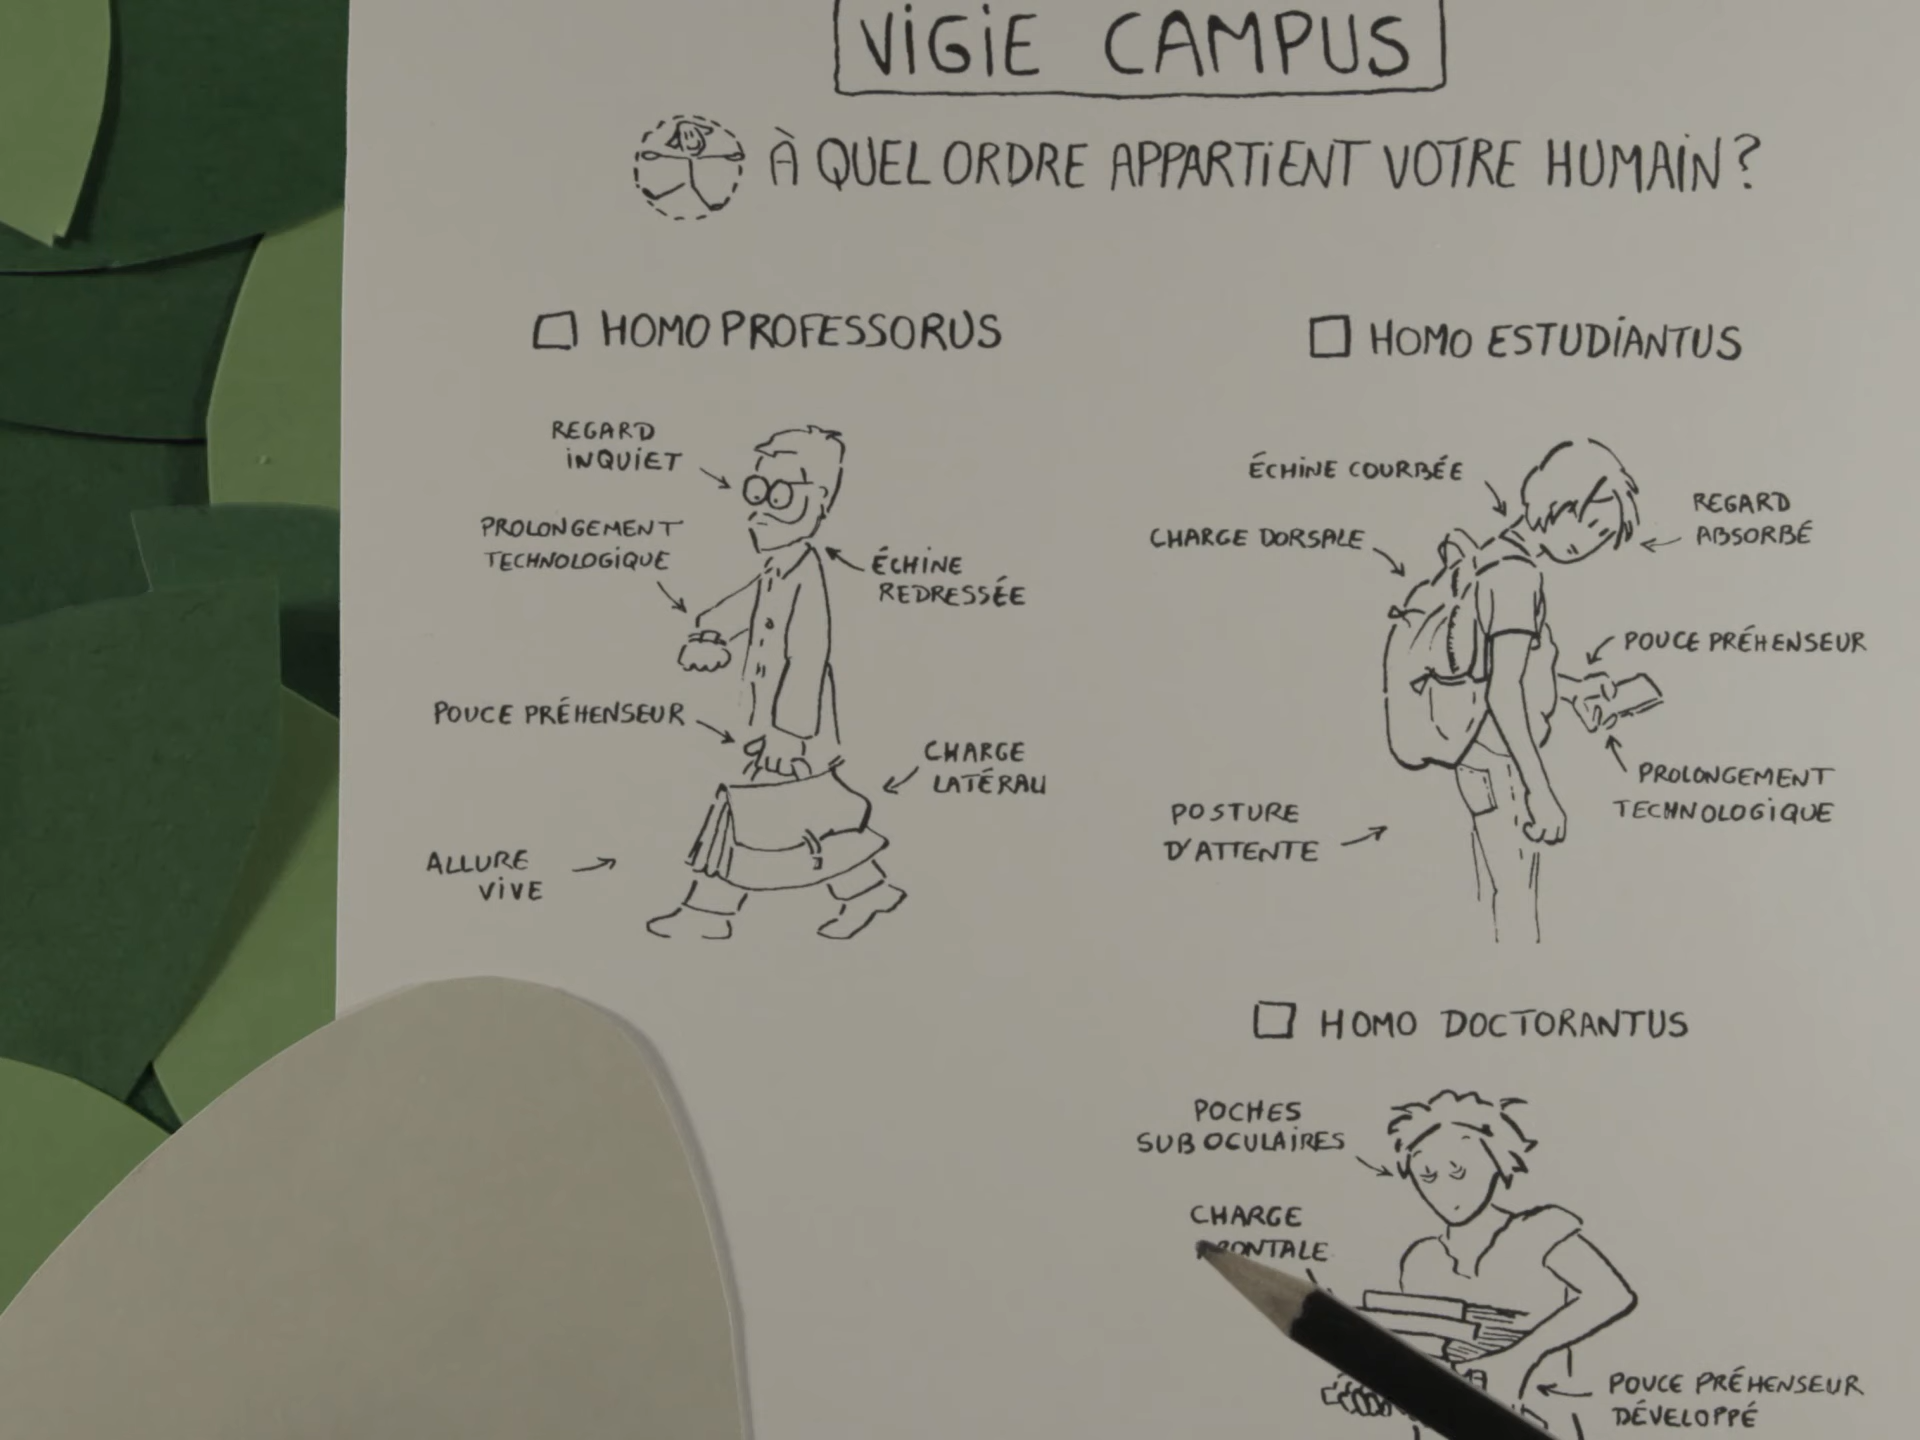 VIGIE CAMPUS
À QUEL ORDRE APPARTIENT VOTRE HUMAIN ?
HOMO PROFESSORUS
REGARD
INQUIET
PROLONGEMENT
TECHNOLOGIQUE
ÉCHINE
REDRESSÉE
POUCE PRÉHENSEUR
CHARGE
LATÉRAU
ALLURE
VIVE
HOMO ESTUDIANTUS
ÉCHINE COURBÉE
REGARD
ABSORBÉ
CHARGE DORSALE
POUCE PRÉHENSEUR
PROLONGEMENT
TECHNOLOGIQUE
POSTURE
D'ATTENTE
HOMO DOCTORANTUS
POCHES
SUBOCULAIRES
CHARGE
POUCE PRÉHENSEUR
DÉVELOPPÉ